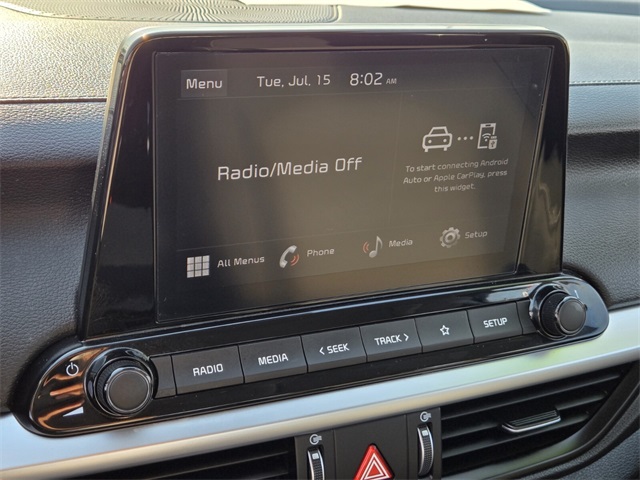 Menu
Tue, Jul. 15
8:02 AM
Radio/Media Off
To start connecting Android
Auto or Apple CarPlay, press
this widget.
All Menus
Phone
Media
Setup
RADIO
MEDIA
< SEEK
TRACK >
☆
SETUP